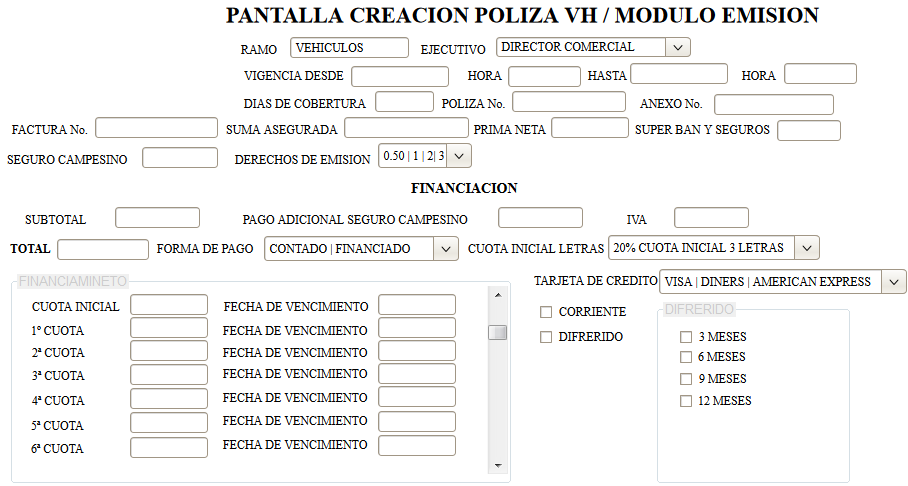 PANTALLA CREACION POLIZA VH / MODULO EMISION
RAMO VEHICULOS EJECUTIVO DIRECTOR COMERCIAL
VIGENCIA DESDE HORA HASTA HORA
DIAS DE COBERTURA POLIZA No. ANEXO No.
FACTURA No. SUMA ASEGURADA PRIMA NETA SUPER BAN Y SEGUROS
SEGURO CAMPESINO DERECHOS DE EMISION 0.50 | 1 | 2| 3
FINANCIACION
SUBTOTAL PAGO ADICIONAL SEGURO CAMPESINO IVA
TOTAL FORMA DE PAGO CONTADO | FINANCIADO CUOTA INICIAL LETRAS 20% CUOTA INICIAL 3 LETRAS
FINANCIAMINETO
CUOTA INICIAL FECHA DE VENCIMIENTO
1º CUOTA FECHA DE VENCIMIENTO
2ª CUOTA FECHA DE VENCIMIENTO
3ª CUOTA FECHA DE VENCIMIENTO
4ª CUOTA FECHA DE VENCIMIENTO
5ª CUOTA FECHA DE VENCIMIENTO
6ª CUOTA FECHA DE VENCIMIENTO
TARJETA DE CREDITO VISA | DINERS | AMERICAN EXPRESS
CORRIENTE
DIFRERIDO
DIFRERIDO
3 MESES
6 MESES
9 MESES
12 MESES